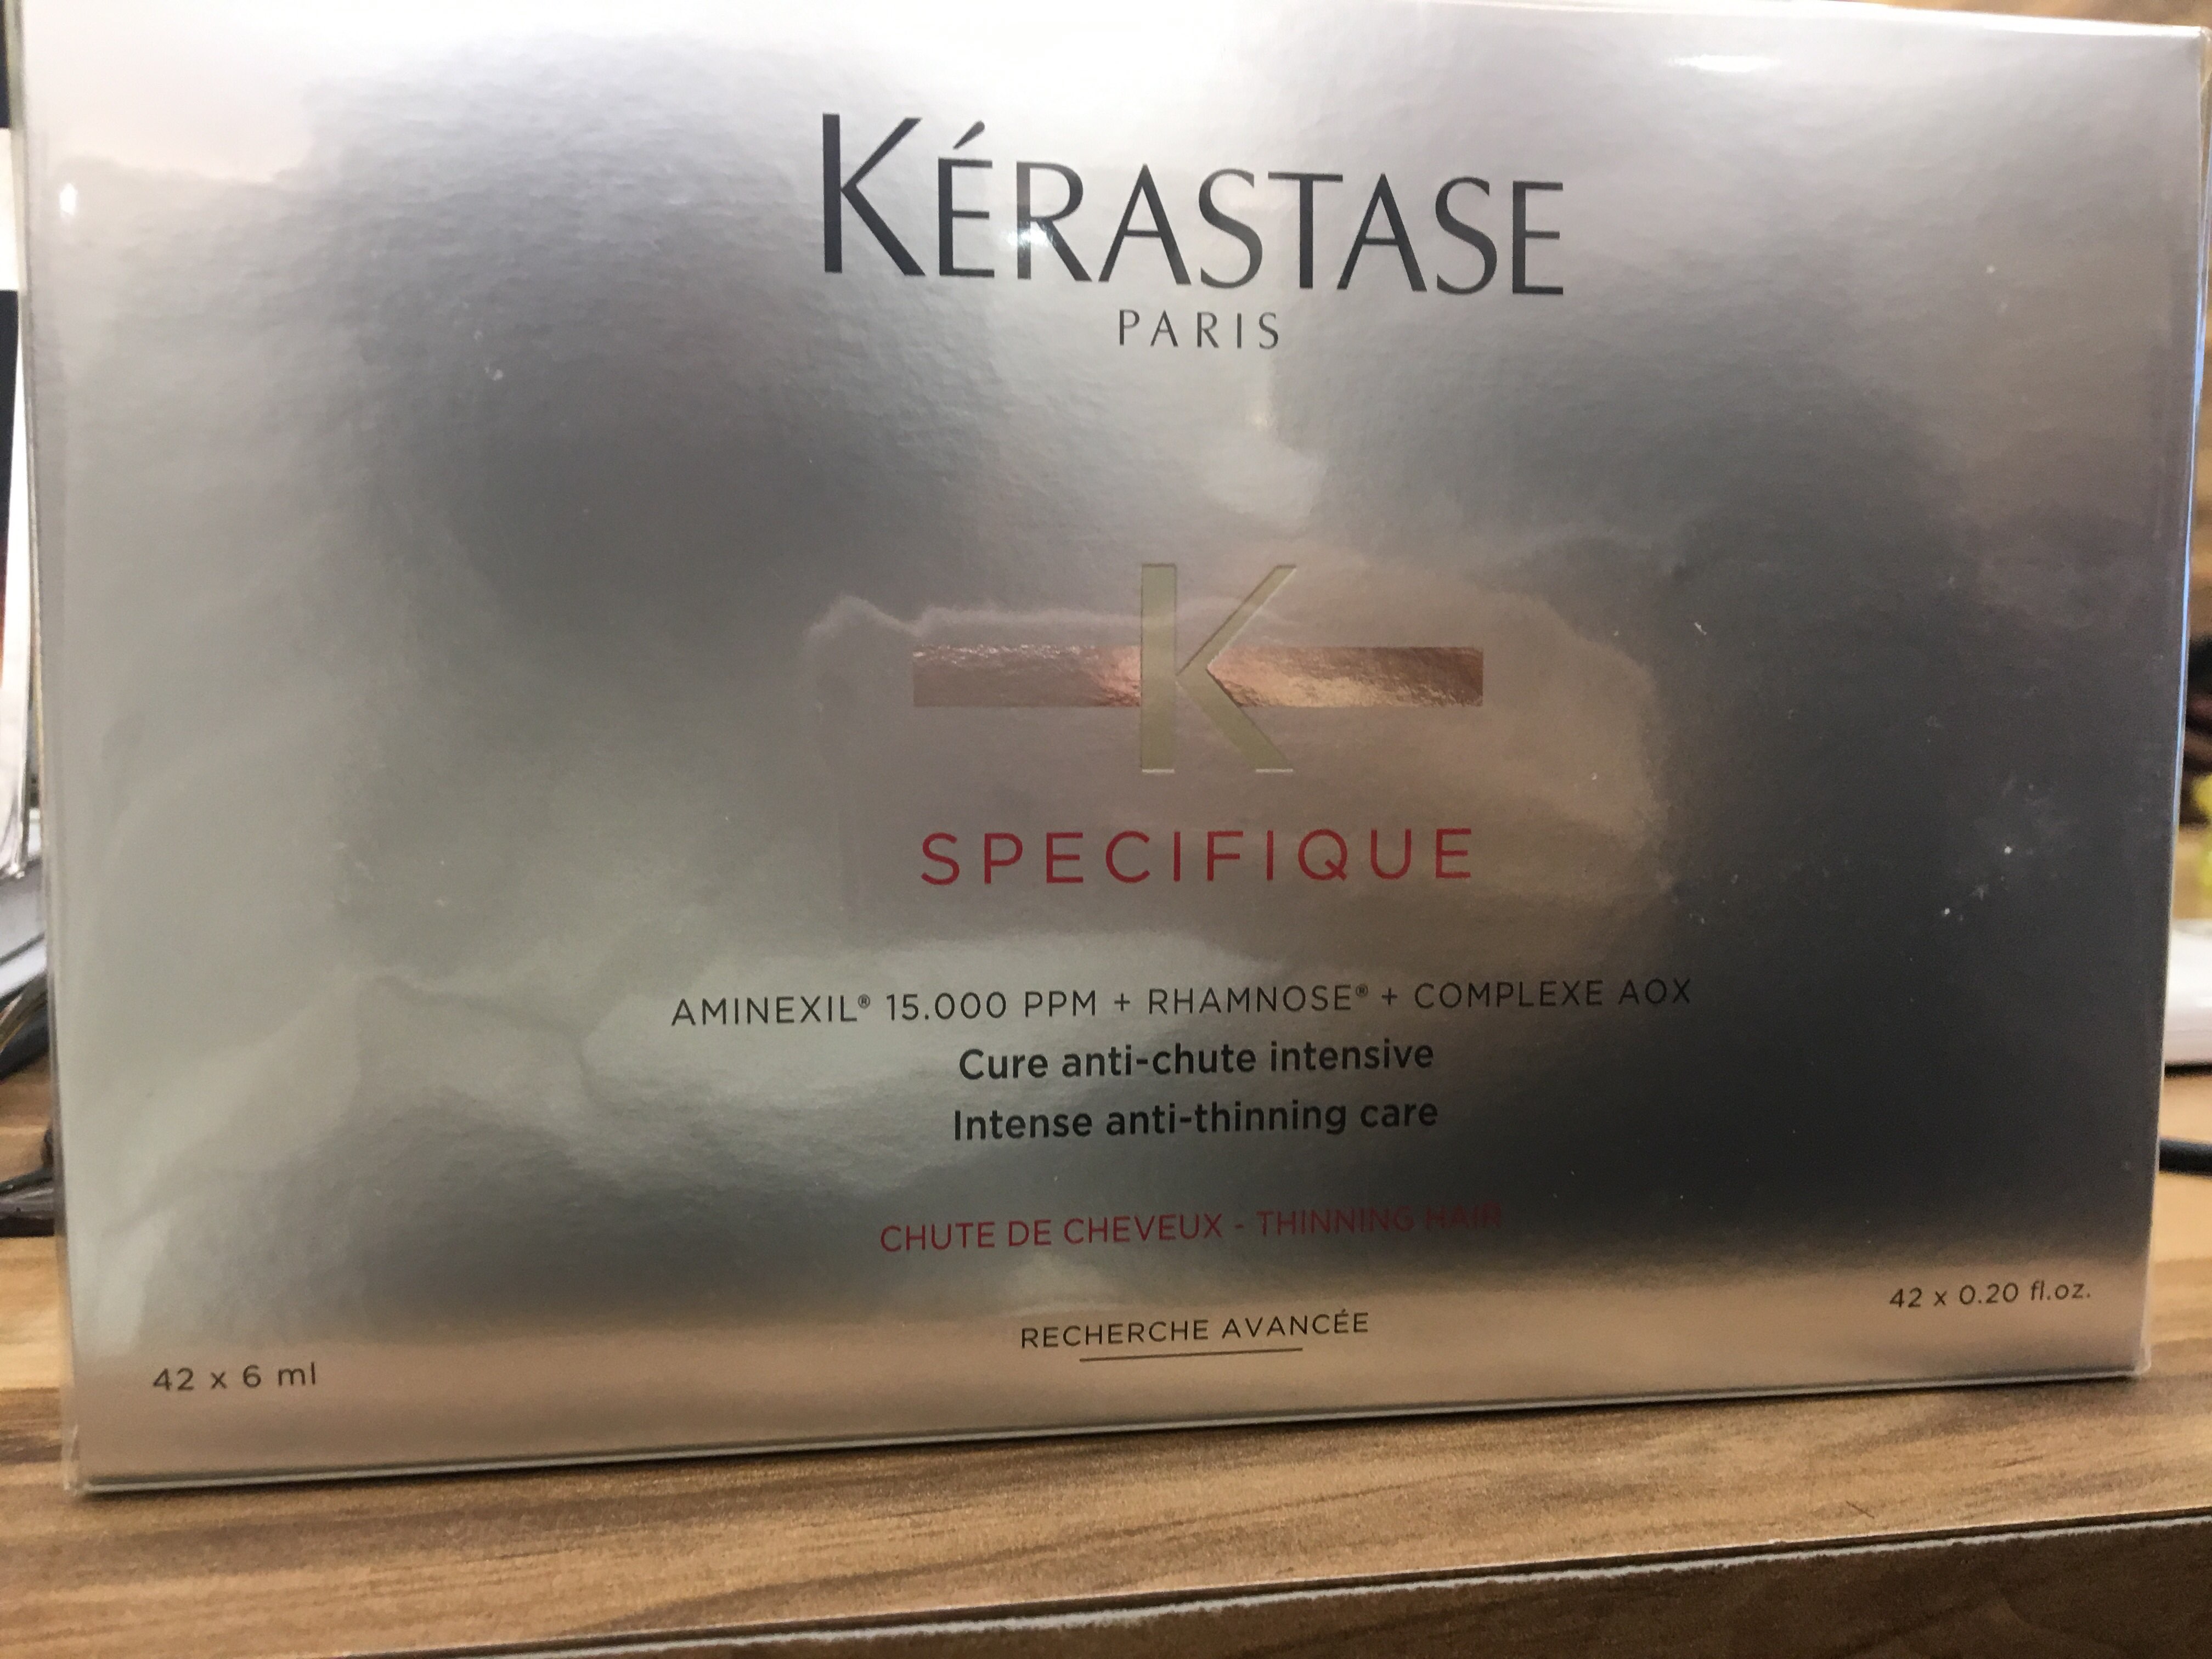 KÉRASTASE
PARIS
K
SPECIFIQUE
AMINEXIL® 15.000 PPM + RHAMNOSE® + COMPLEXE AOX
Cure anti-chute intensive
Intense anti-thinning care
CHUTE DE CHEVEUX - THINNING HAIR
RECHERCHE AVANCÉE
42 x 6 ml
42 x 0.20 fl.oz.